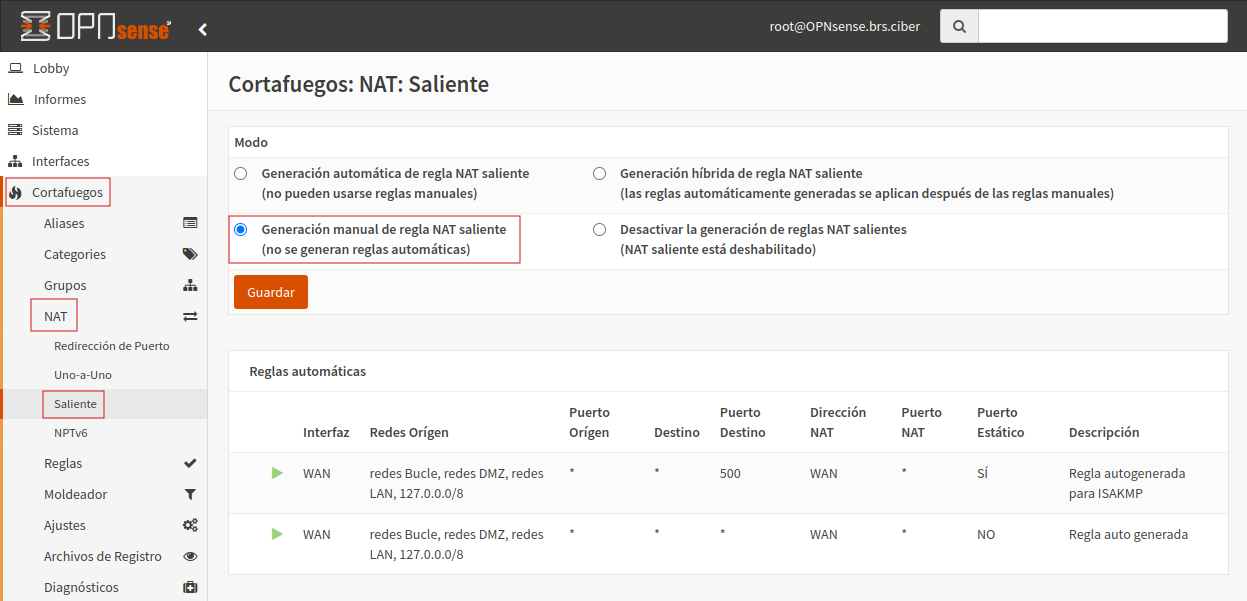 OPNsense
root@OPNsense.brs.ciber
Lobby
Informes
Sistema
Interfaces
Cortafuegos
Aliases
Categories
Grupos
NAT
Redirección de Puerto
Uno-a-Uno
Saliente
NPTv6
Reglas
Moldeador
Ajustes
Archivos de Registro
Diagnósticos
Cortafuegos: NAT: Saliente
Modo
Generación automática de regla NAT saliente
(no pueden usarse reglas manuales)
Generación híbrida de regla NAT saliente
(las reglas automáticamente generadas se aplican después de las reglas manuales)
Generación manual de regla NAT saliente
(no se generan reglas automáticas)
Desactivar la generación de reglas NAT salientes
(NAT saliente está deshabilitado)
Guardar
Reglas automáticas
Puerto Puerto Dirección Puerto Puerto
Interfaz Redes Orígen Orígen Destino Destino NAT NAT Estático Descripción
WAN redes Bucle, redes DMZ, redes * * 500 WAN * SÍ Regla autogenerada
LAN, 127.0.0.0/8 para ISAKMP
WAN redes Bucle, redes DMZ, redes * * * WAN * NO Regla auto generada
LAN, 127.0.0.0/8